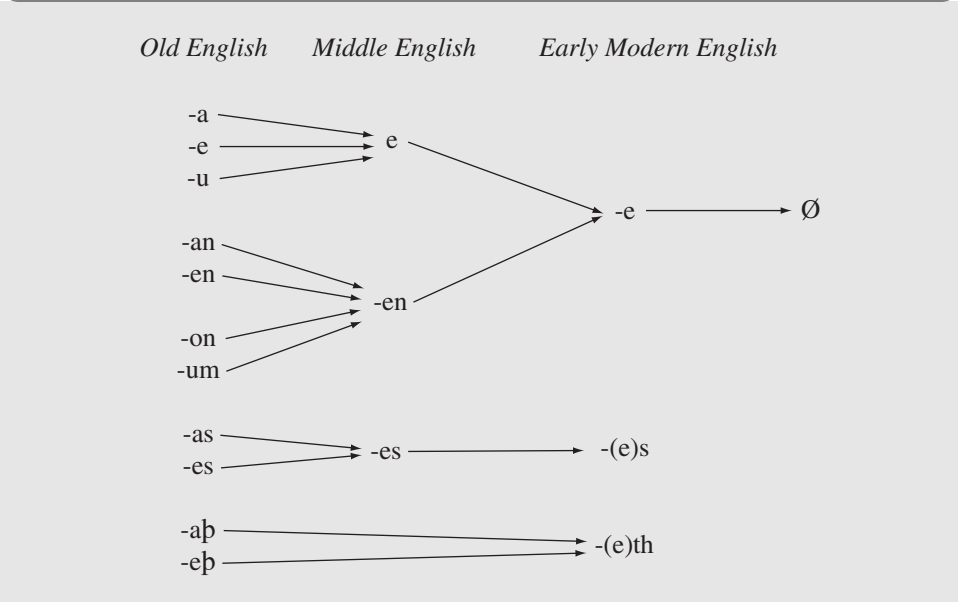 Old English Middle English Early Modern English
-a
e
-e
-u
-e Ø
-an
-en
-en
-on
-um
-as
-es -(e)s
-es
-aþ
-(e)th
-eþ